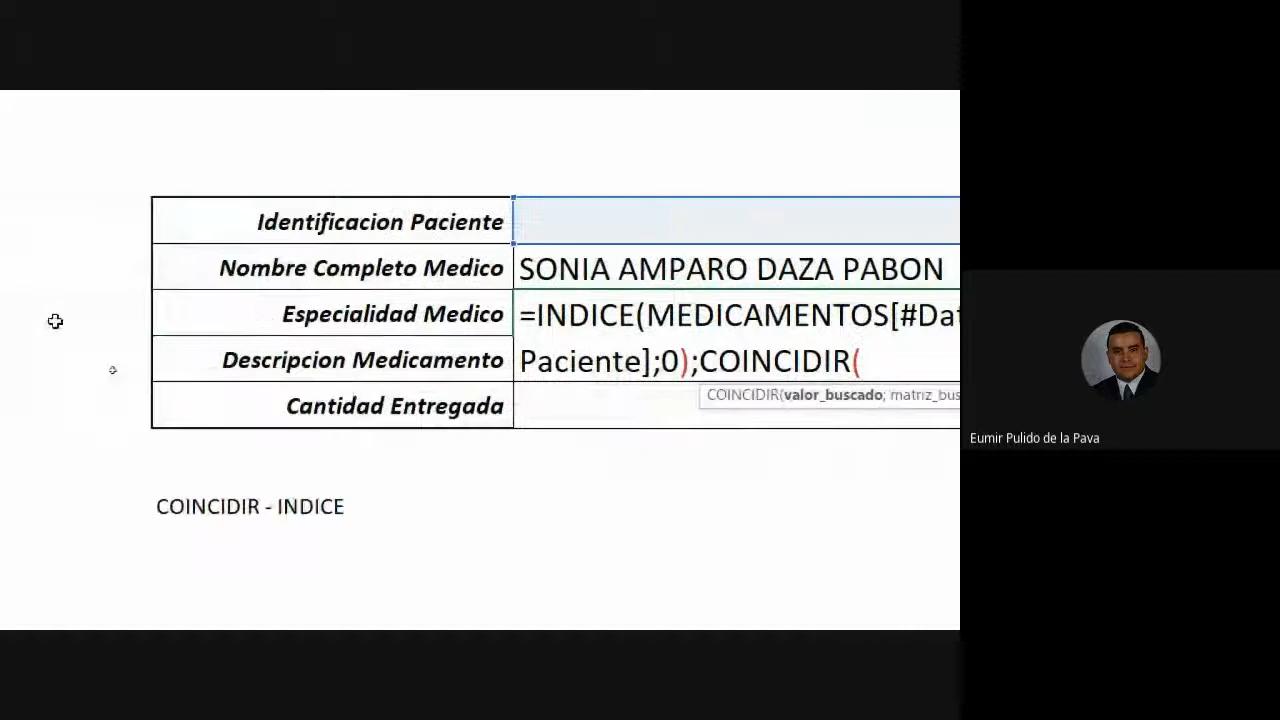 Identificacion Paciente
Nombre Completo Medico SONIA AMPARO DAZA PABON
Especialidad Medico =INDICE(MEDICAMENTOS[#Dat
Descripcion Medicamento Paciente];0);COINCIDIR(
COINCIDIR(valor_buscado; matriz_bus
Cantidad Entregada
Eumir Pulido de la Pava
COINCIDIR - INDICE